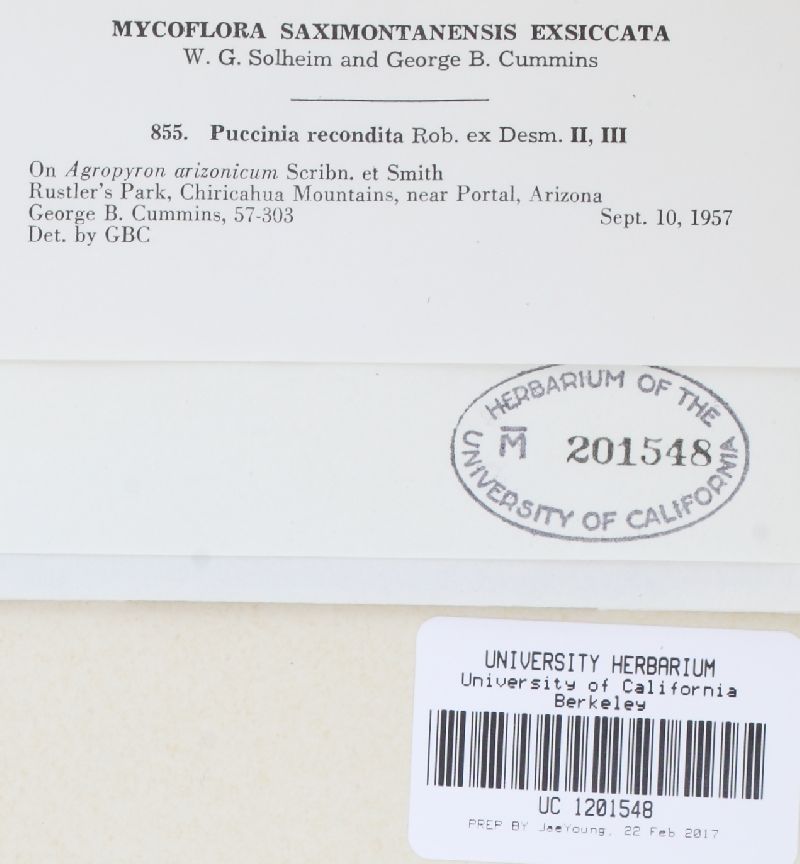 MYCOFLORA SAXIMONTANENSIS EXSICCATA
W. G. Solheim and George B. Cummins
855. Puccinia recondita Rob. ex Desm. II, III
On Agropyron arizonicum Scribn. et Smith
Rustler's Park, Chiricahua Mountains, near Portal, Arizona
George B. Cummins, 57-303 Sept. 10, 1957
Det. by GBC
HERBARIUM OF THE
M̅ 201548
UNIVERSITY OF CALIFORNIA
UNIVERSITY HERBARIUM
University of California
Berkeley
UC 1201548
PREP BY JaeYoung, 22 Feb 2017